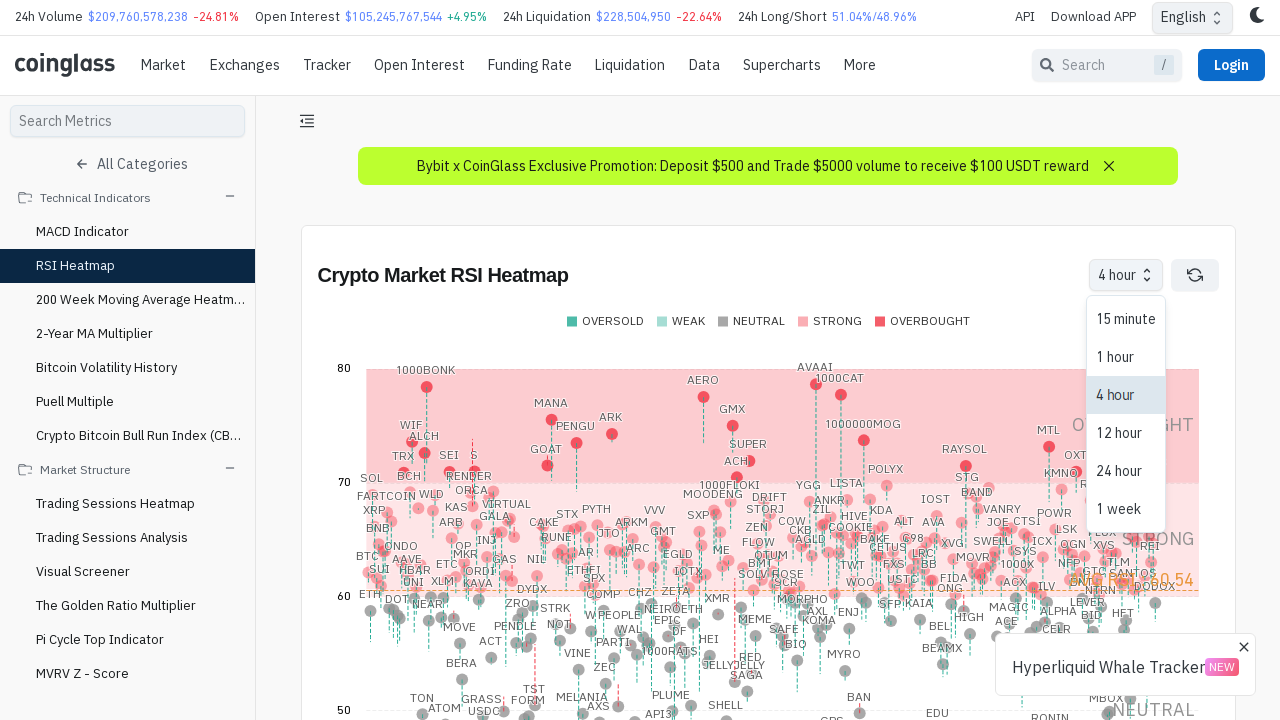 24h Volume $209,760,578,238 -24.81% Open Interest $105,245,767,544 +4.95% 24h Liquidation $228,504,950 -22.64% 24h Long/Short 51.04%/48.96% API Download APP English
coinglass Market Exchanges Tracker Open Interest Funding Rate Liquidation Data Supercharts More Search / Login
Search Metrics
All Categories
Technical Indicators
MACD Indicator
RSI Heatmap
200 Week Moving Average Heatm...
2-Year MA Multiplier
Bitcoin Volatility History
Puell Multiple
Crypto Bitcoin Bull Run Index (CB...
Market Structure
Trading Sessions Heatmap
Trading Sessions Analysis
Visual Screener
The Golden Ratio Multiplier
Pi Cycle Top Indicator
MVRV Z - Score
Bybit x CoinGlass Exclusive Promotion: Deposit $500 and Trade $5000 volume to receive $100 USDT reward
Crypto Market RSI Heatmap
4 hour
15 minute
1 hour
4 hour
12 hour
24 hour
1 week
OVERSOLD WEAK NEUTRAL STRONG OVERBOUGHT
80
1000BONK AVAAI
AERO 1000CAT
MANA GMX
WIF ALCH PENGU ARK 1000000MOG MTL
TRX SEI S GOAT SUPER RAYSOL OXT
70
SOL BCH RENDER ACH POLYX STG KMNO
FARTCOIN WLD ORCA 1000FLOKI YGG LISTA BAND
XRP KAS VIRTUAL MOODENG DRIFT ANKR IOST
BNB ARB GALA CAKE STX PYTH VVV SXP STORJ ZIL HIVE KDA VANRY POWR
RUNE JTO ARKM GMT ZEN COW CKB COOKIE ALT AVA JOE CTSI LSK
BTC ONDO OP INJ ARC ME FLOW AGLD BAKE C98 XVG SWELL ICX QGN XVS REI
SUI AAVE MKR NIL EGLD QTUM CETUS LRC MOVR SYS
HBAR ETC ORDI ETHFI IOTX BMT TWT FXS BB 1000X NFP TLM
UNI XLM KAVA SPX WOO USTC FIDA ACX ILV GTC SANTOS
60
ETH DOT NEAR DYDX COMP CHZ ZETA XMR MORPHO ONG NTRN DODOX
60.54
ZRO STRK PEOPLE NEIROETH AXL ENJ SFP KAIA MAGIC LEVER
MOVE PENDLE NOT EPIC MEME KOMA HIGH ACE ALPHA HFT
ACT PARTI DF HEI SAFE BIO BEL CELR
BERA VINE 1000RATS RED MYRO BEAMX
ZEC JELLYJELLY
SAGA
TON GRASS TST MELANIA PLUME BAN MBOX
ATOM USDC FORM AXS SHELL EDU
50
API3 RONIN
OVERBOUGHT
STRONG
NEUTRAL
Hyperliquid Whale Tracker NEW